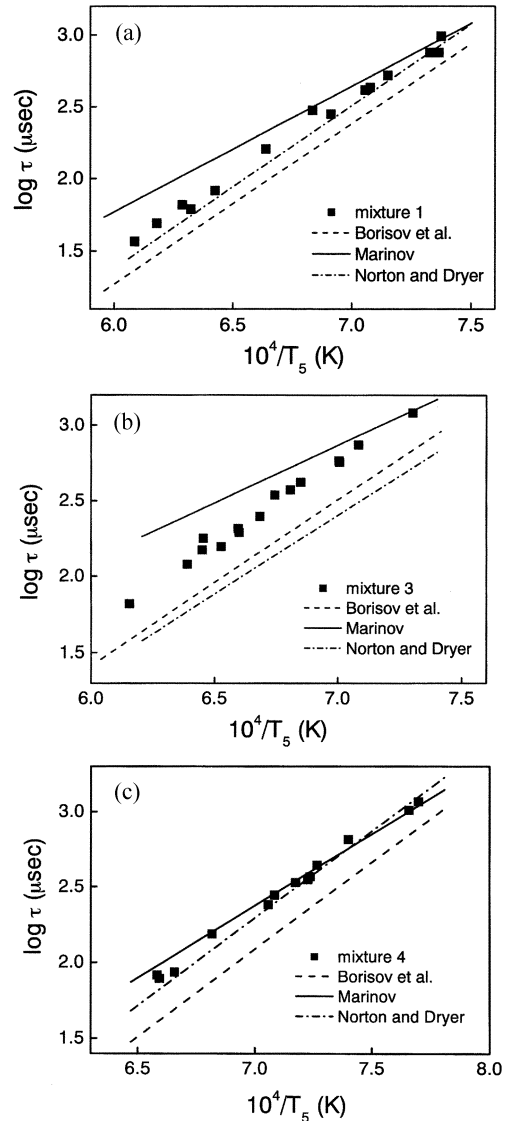 (a)
3.0
2.5
2.0
1.5
log τ (μsec)
mixture 1
Borisov et al.
Marinov
Norton and Dryer
6.0 6.5 7.0 7.5
10⁴/T₅ (K)
(b)
3.0
2.5
2.0
1.5
log τ (μsec)
mixture 3
Borisov et al.
Marinov
Norton and Dryer
6.0 6.5 7.0 7.5
10⁴/T₅ (K)
(c)
3.0
2.5
2.0
1.5
log τ (μsec)
mixture 4
Borisov et al.
Marinov
Norton and Dryer
6.5 7.0 7.5 8.0
10⁴/T₅ (K)